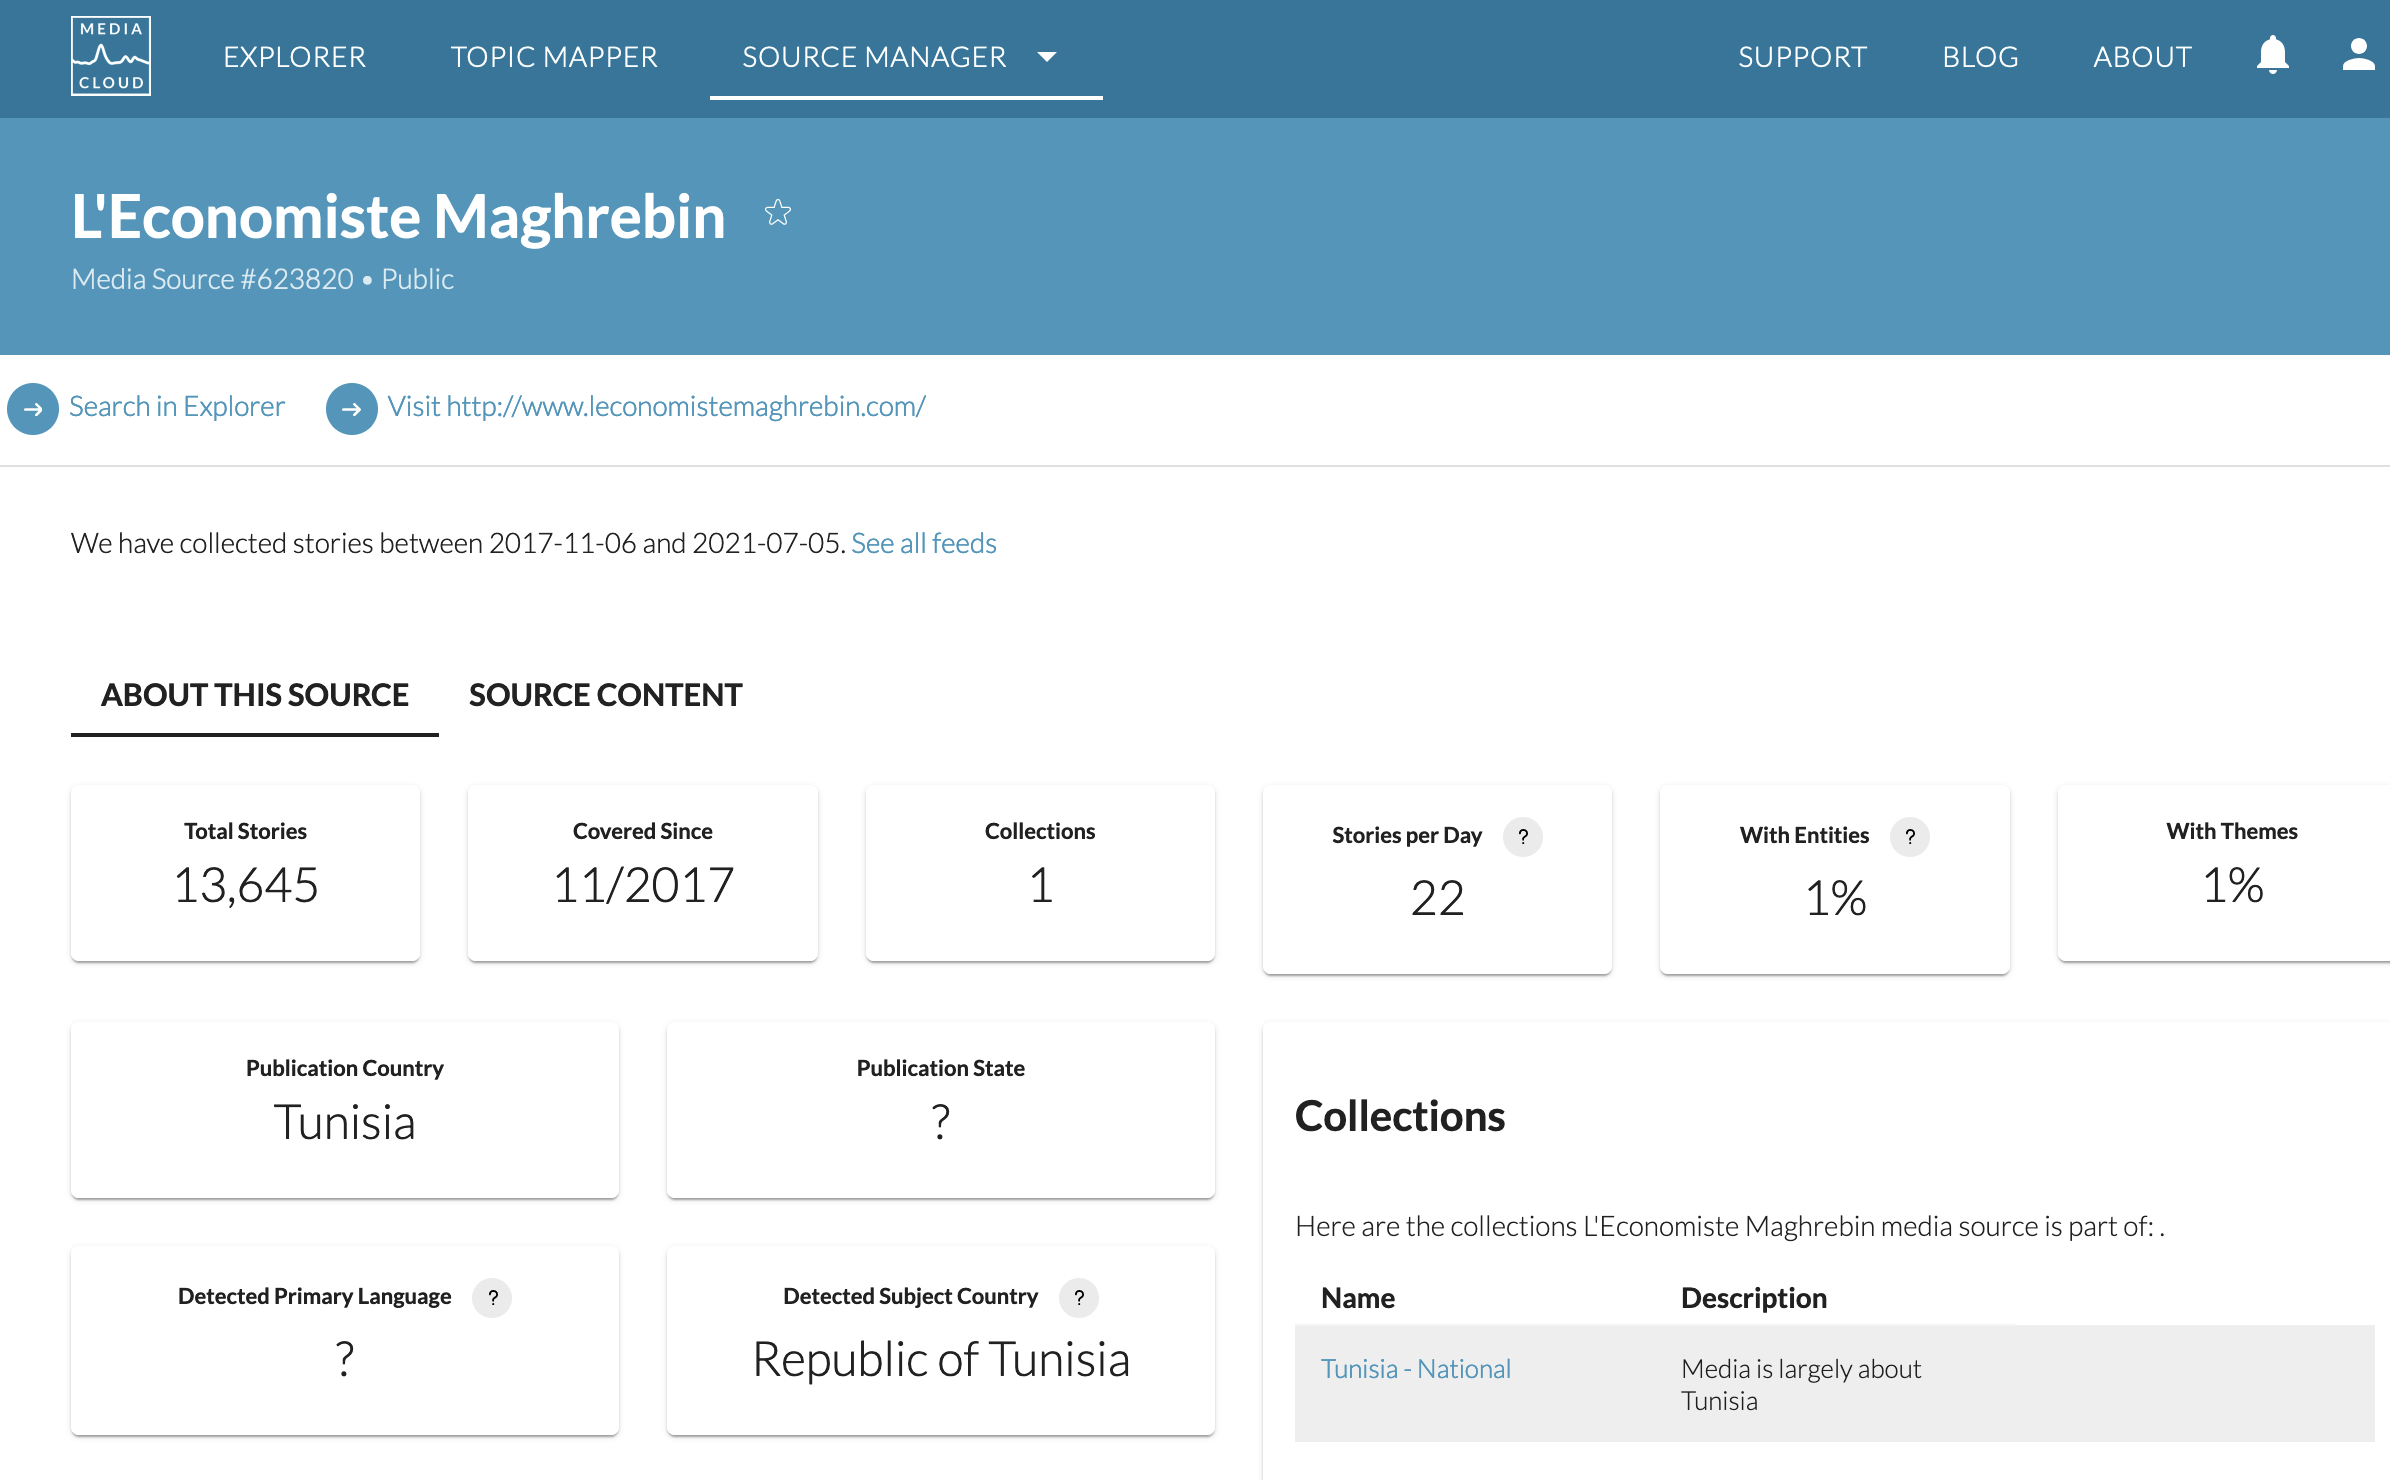 MEDIA
CLOUD
EXPLORER
TOPIC MAPPER
SOURCE MANAGER
SUPPORT
BLOG
ABOUT
L'Economiste Maghrebin
Media Source #623820 • Public
Search in Explorer
Visit http://www.leconomistemaghrebin.com/
We have collected stories between 2017-11-06 and 2021-07-05. See all feeds
ABOUT THIS SOURCE
SOURCE CONTENT
Total Stories
13,645
Covered Since
11/2017
Collections
1
Stories per Day ?
22
With Entities ?
1%
With Themes
1%
Publication Country
Tunisia
Publication State
?
Detected Primary Language ?
?
Detected Subject Country ?
Republic of Tunisia
Collections
Here are the collections L'Economiste Maghrebin media source is part of: .
Name
Description
Tunisia - National
Media is largely about
Tunisia